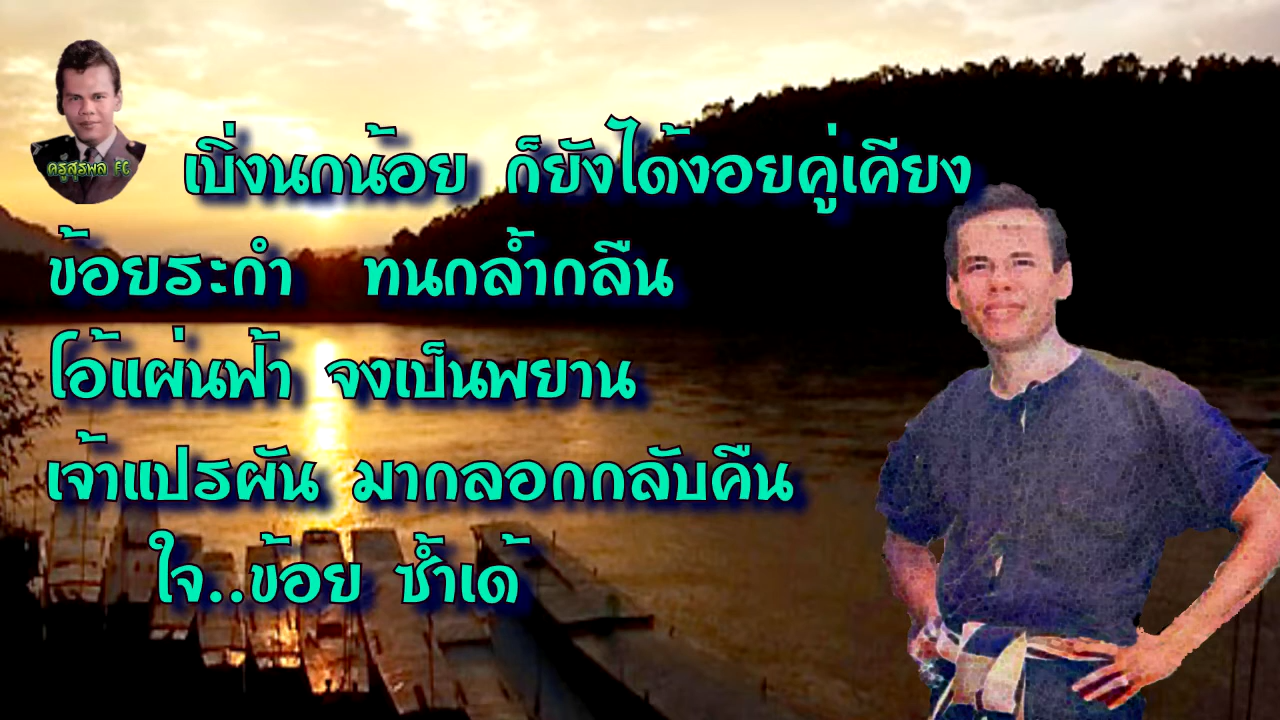 ครูสุรพล FC
เบิ่งนกน้อย ก็ยังได้งอยคู่เคียง
ข้อยระกำ ทนกล้ำกลืน
โอ้แผ่นฟ้า จงเป็นพยาน
เจ้าแปรผัน มาลอกกลับคืน
ใจ..ข้อย ซ้ำเด้